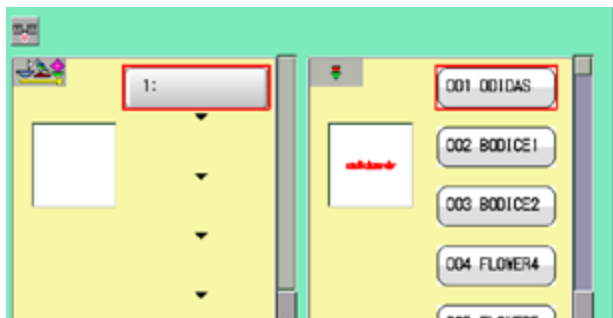 1:
001 ODIDAS
002 BODICE1
003 BODICE2
004 FLOWER4